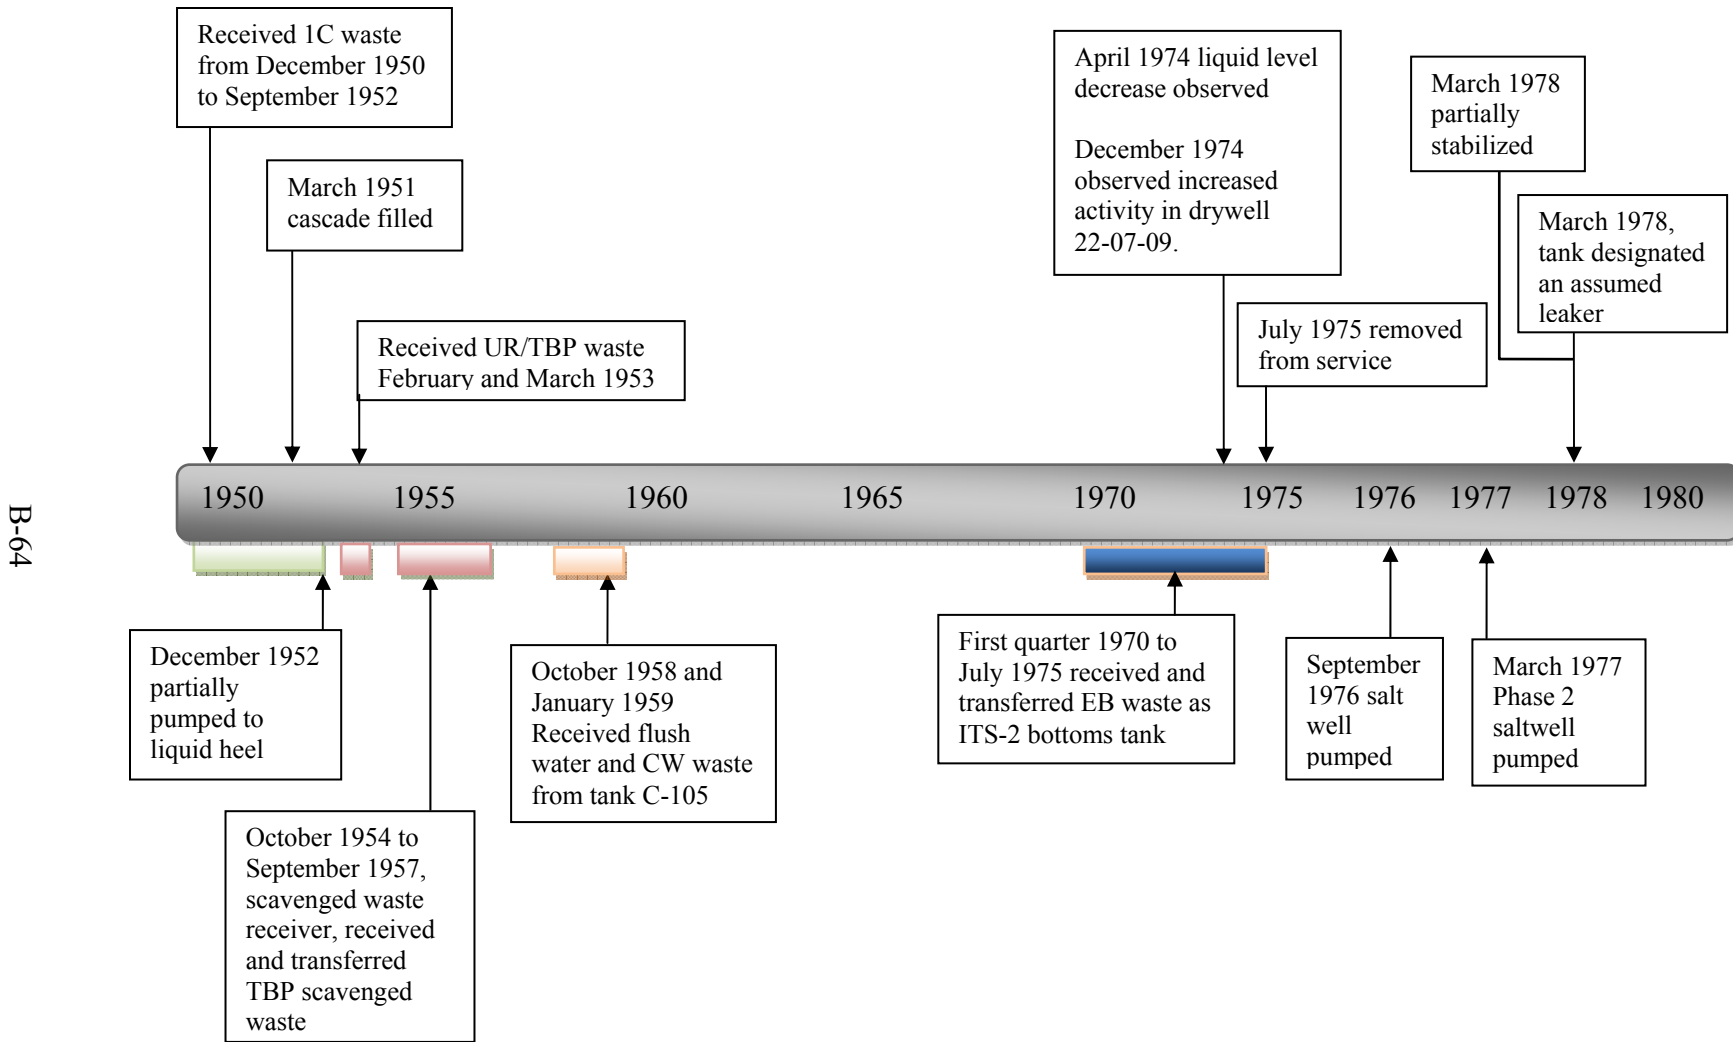 Received 1C waste
from December 1950
to September 1952
March 1951
cascade filled
Received UR/TBP waste
February and March 1953
April 1974 liquid level
decrease observed
December 1974
observed increased
activity in drywell
22-07-09.
July 1975 removed
from service
March 1978
partially
stabilized
March 1978,
tank designated
an assumed
leaker
1950 1955 1960 1965 1970 1975 1976 1977 1978 1980
December 1952
partially
pumped to
liquid heel
October 1954 to
September 1957,
scavenged waste
receiver, received
and transferred
TBP scavenged
waste
October 1958 and
January 1959
Received flush
water and CW waste
from tank C-105
First quarter 1970 to
July 1975 received and
transferred EB waste as
ITS-2 bottoms tank
September
1976 salt
well
pumped
March 1977
Phase 2
saltwell
pumped
B-64